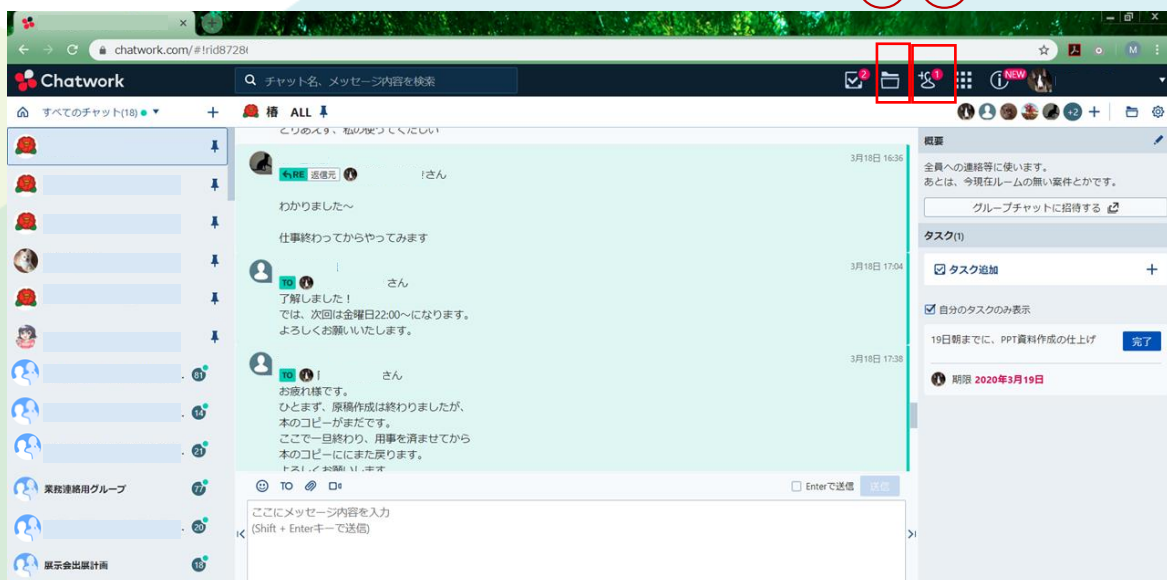 chatwork.com/#!rid8728
M
Chatwork
チャット名、メッセージ内容を検索
2
+1
NEW
すべてのチャット(18)
椿 ALL
+2
とりあえず、私の使ってください
概要
3月18日 16:36
RE 返信元
!さん
全員への連絡等に使います。
あとは、今現在ルームの無い案件とかです。
わかりました~
グループチャットに招待する
仕事終わってからやってみます
タスク(1)
3月18日 17:04
TO さん
タスク追加
了解しました!
では、次回は金曜日22:00~になります。
よろしくお願いいたします。
自分のタスクのみ表示
19日朝までに、PPT資料作成の仕上げ
完了
3月18日 17:38
TO さん
期限 2020年3月19日
お疲れ様です。
ひとまず、原稿作成は終わりましたが、
本のコピーがまだです。
ここで一旦終わり、用事を済ませてから
本のコピーににまた戻ります。
よろしくお願いします
81
14
21
業務連絡用グループ 77
20
展示会出展計画 18
TO
Enterで送信
送信
ここにメッセージ内容を入力
(Shift + Enterキーで送信)